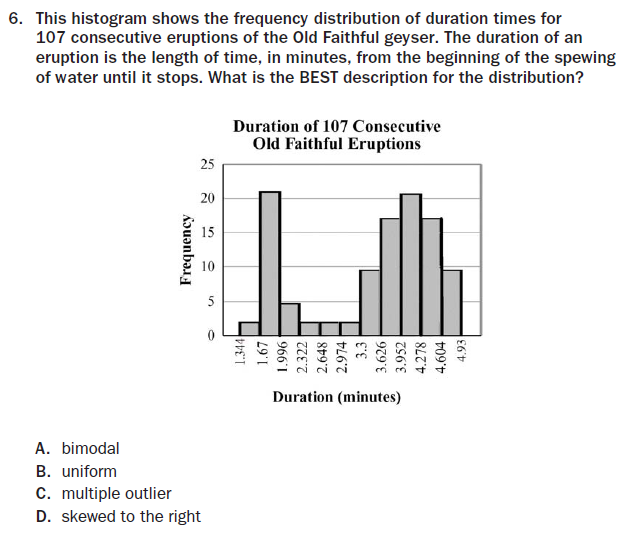 6. This histogram shows the frequency distribution of duration times for
107 consecutive eruptions of the Old Faithful geyser. The duration of an
eruption is the length of time, in minutes, from the beginning of the spewing
of water until it stops. What is the BEST description for the distribution?
Duration of 107 Consecutive
Old Faithful Eruptions
Frequency
25
20
15
10
5
0
1.344
1.67
1.996
2.322
2.648
2.974
3.3
3.626
3.952
4.278
4.604
4.93
Duration (minutes)
A. bimodal
B. uniform
C. multiple outlier
D. skewed to the right